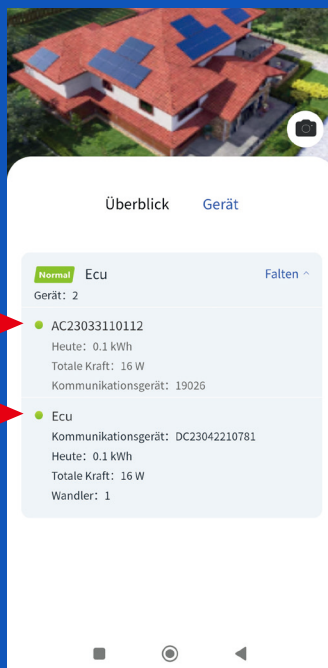 Überblick Gerät
Normal Ecu Falten ^
Gerät: 2
AC23033110112
Heute: 0.1 kWh
Totale Kraft: 16 W
Kommunikationsgerät: 19026
Ecu
Kommunikationsgerät: DC23042210781
Heute: 0.1 kWh
Totale Kraft: 16 W
Wandler: 1